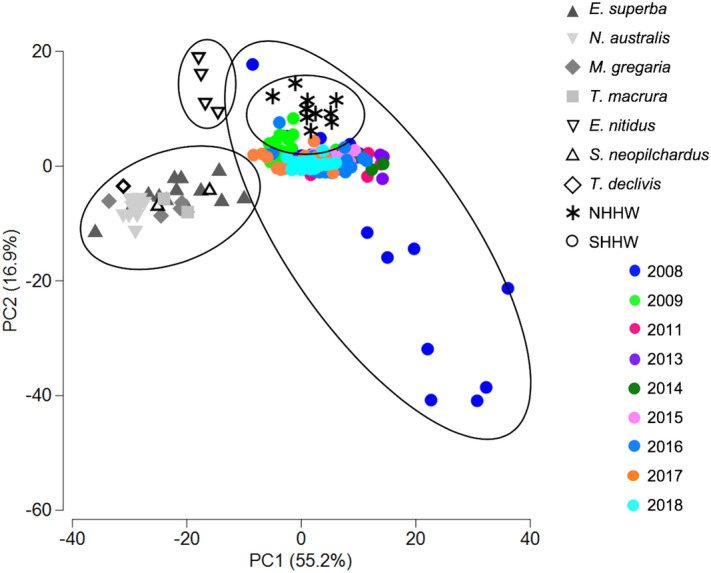 E. superba
N. australis
M. gregaria
T. macrura
E. nitidus
S. neopilchardus
T. declivis
NHHW
SHHW
2008
2009
2011
2013
2014
2015
2016
2017
2018
20
0
-20
-40
-60
PC2 (16.9%)
-40
-20
0
20
40
PC1 (55.2%)